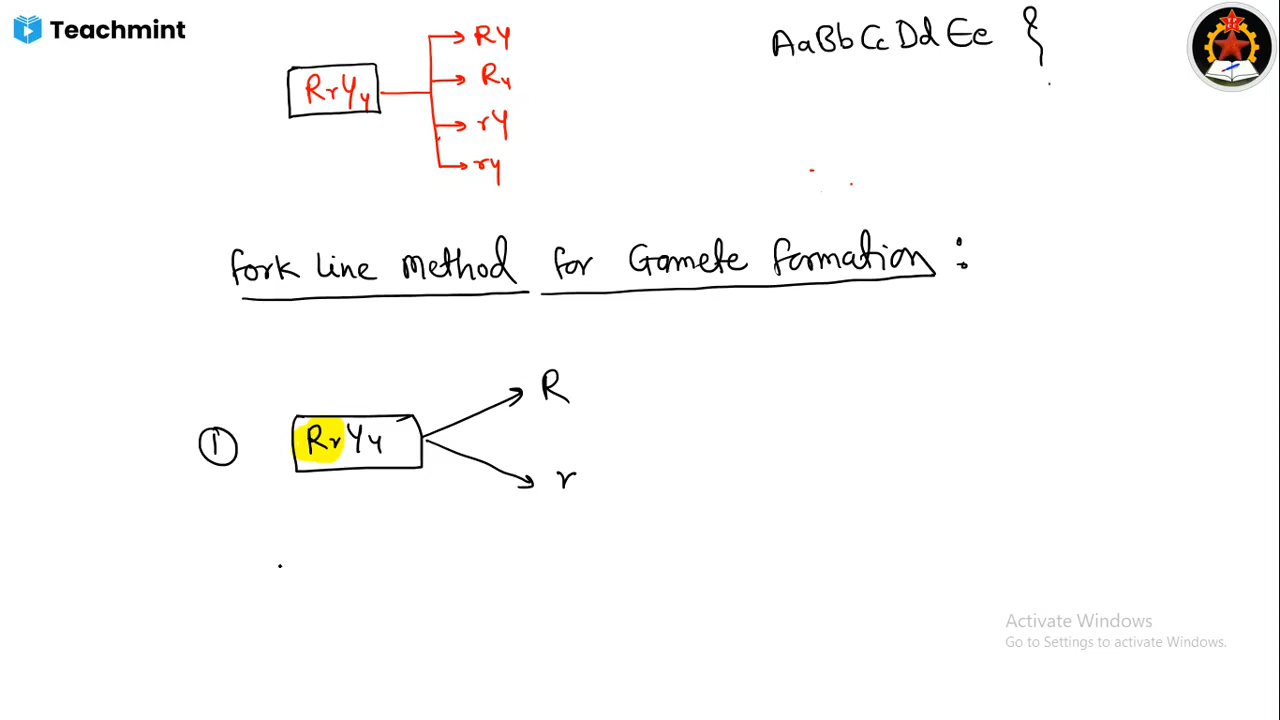 Teachmint
RY
AaBbCcDdEe {
RrYy
Ry
rY
ry
Fork Line Method for Gamete Formation :
R
1 RrYy
r
Activate Windows
Go to Settings to activate Windows.